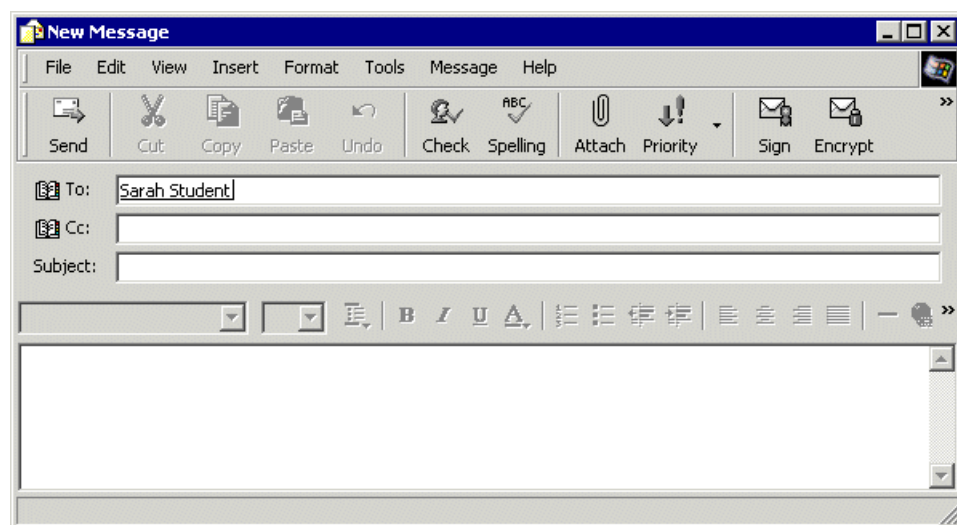 New Message
File Edit View Insert Format Tools Message Help
ABC
Send Cut Copy Paste Undo Check Spelling Attach Priority Sign Encrypt
To: Sarah Student
Cc:
Subject:
B I U A